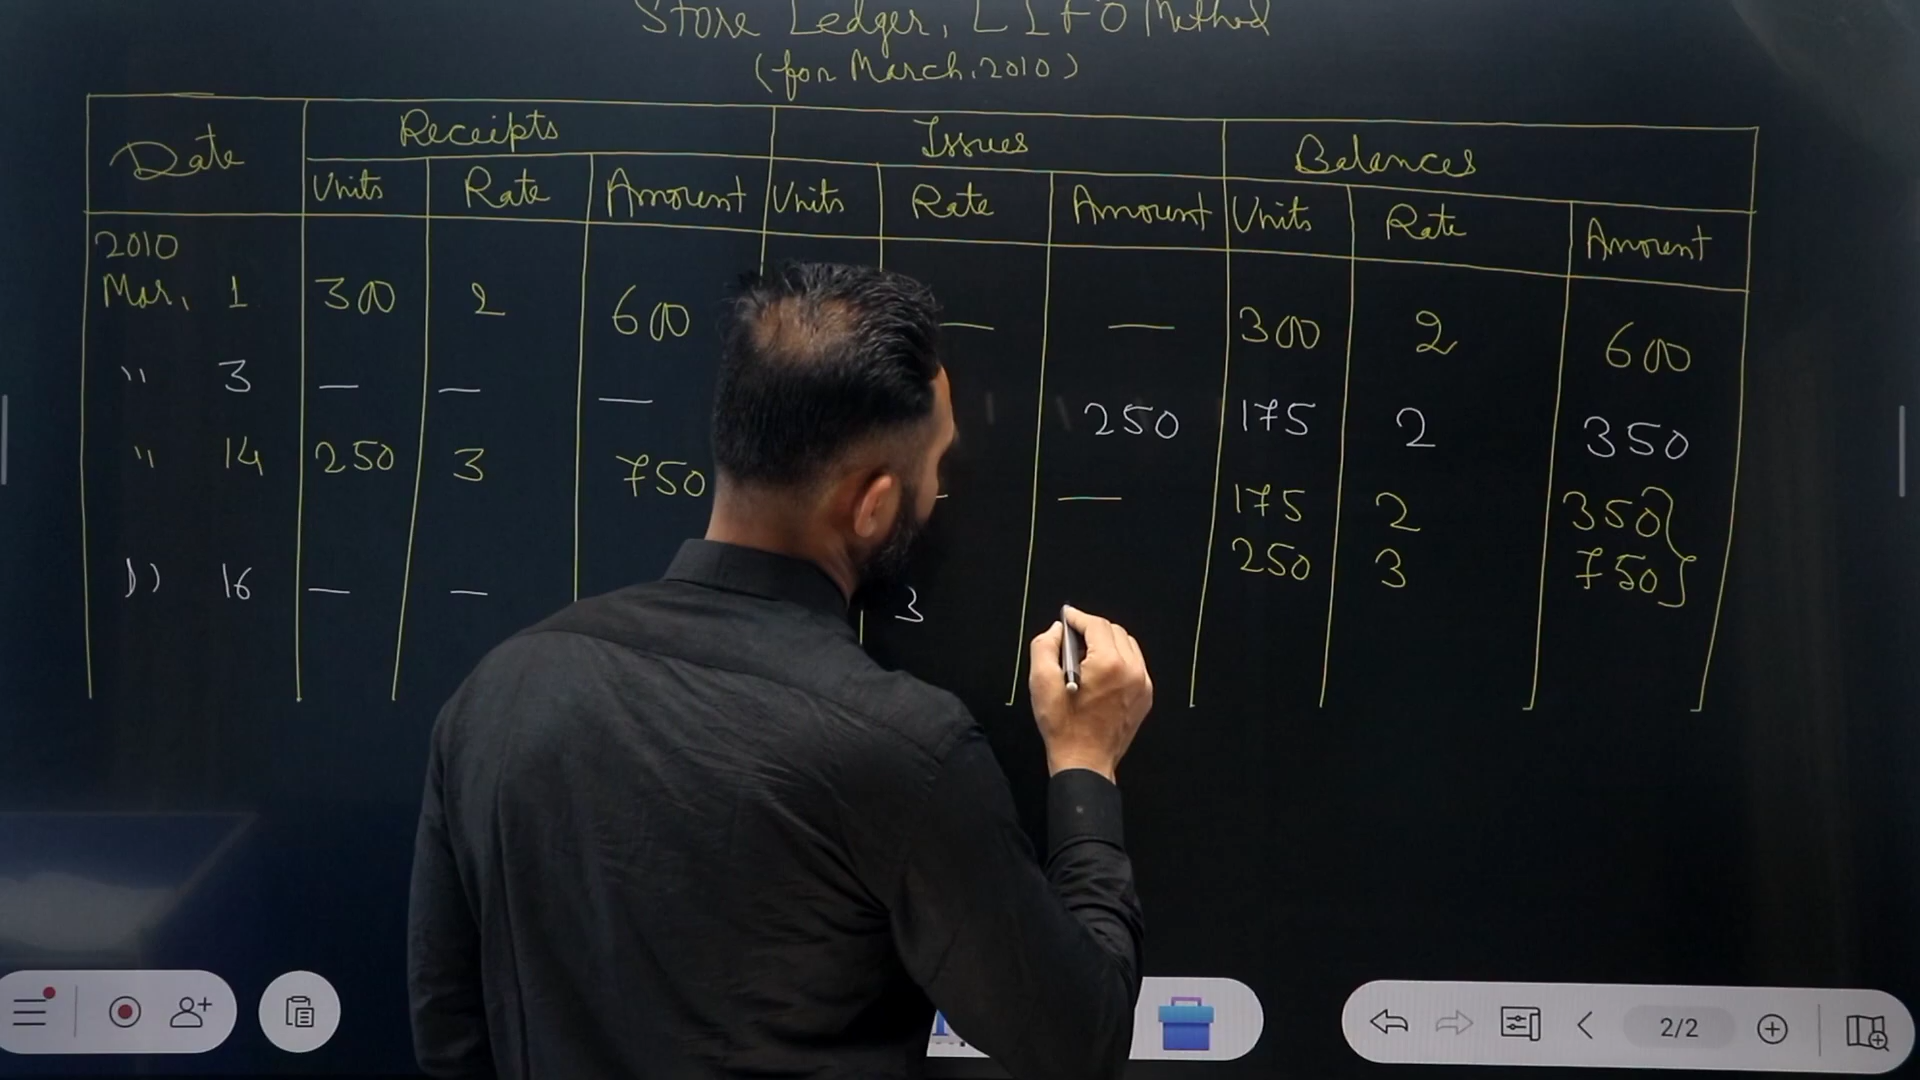 Store Ledger, LIFO Method
(for March, 2010)
Date Receipts Issues Balances
Units Rate Amount Units Rate Amount Units Rate Amount
2010
Mar, 1 300 2 600 — — 300 2 600
" 3 — — — 250 175 2 350
" 14 250 3 750 — — 175 2 350
250 3 750
" 16 — — 3
2/2